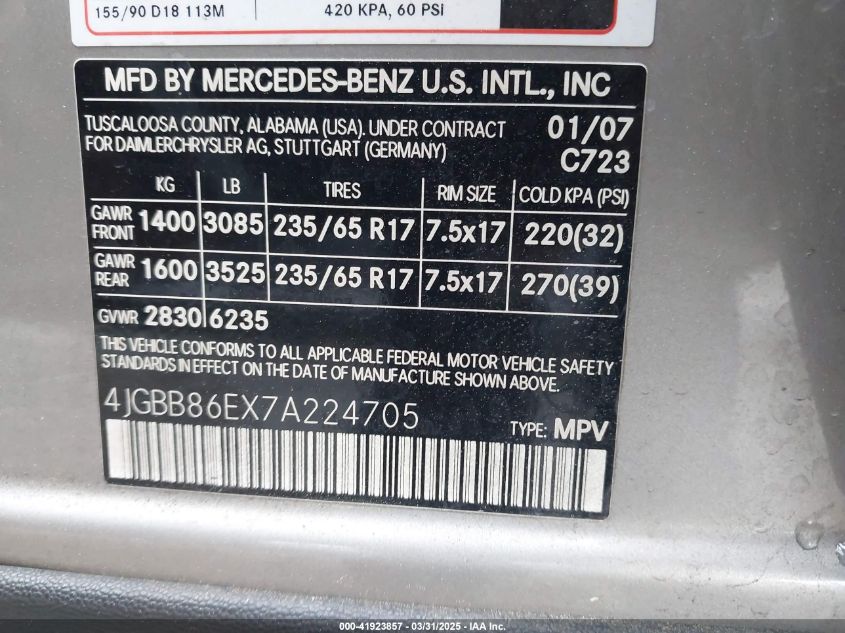 155/90 D18 113M 420 KPA, 60 PSI
MFD BY MERCEDES-BENZ U.S. INTL., INC
TUSCALOOSA COUNTY, ALABAMA (USA). UNDER CONTRACT 01/07
FOR DAIMLERCHRYSLER AG, STUTTGART (GERMANY) C723
KG LB TIRES RIM SIZE COLD KPA (PSI)
GAWR FRONT 1400 3085 235/65 R17 7.5x17 220(32)
GAWR REAR 1600 3525 235/65 R17 7.5x17 270(39)
GVWR 2830 6235
THIS VEHICLE CONFORMS TO ALL APPLICABLE FEDERAL MOTOR VEHICLE SAFETY
STANDARDS IN EFFECT ON THE DATE OF MANUFACTURE SHOWN ABOVE.
4JGBB86EX7A224705
TYPE: MPV
000-41923857 - 03/31/2025 - IAA Inc.